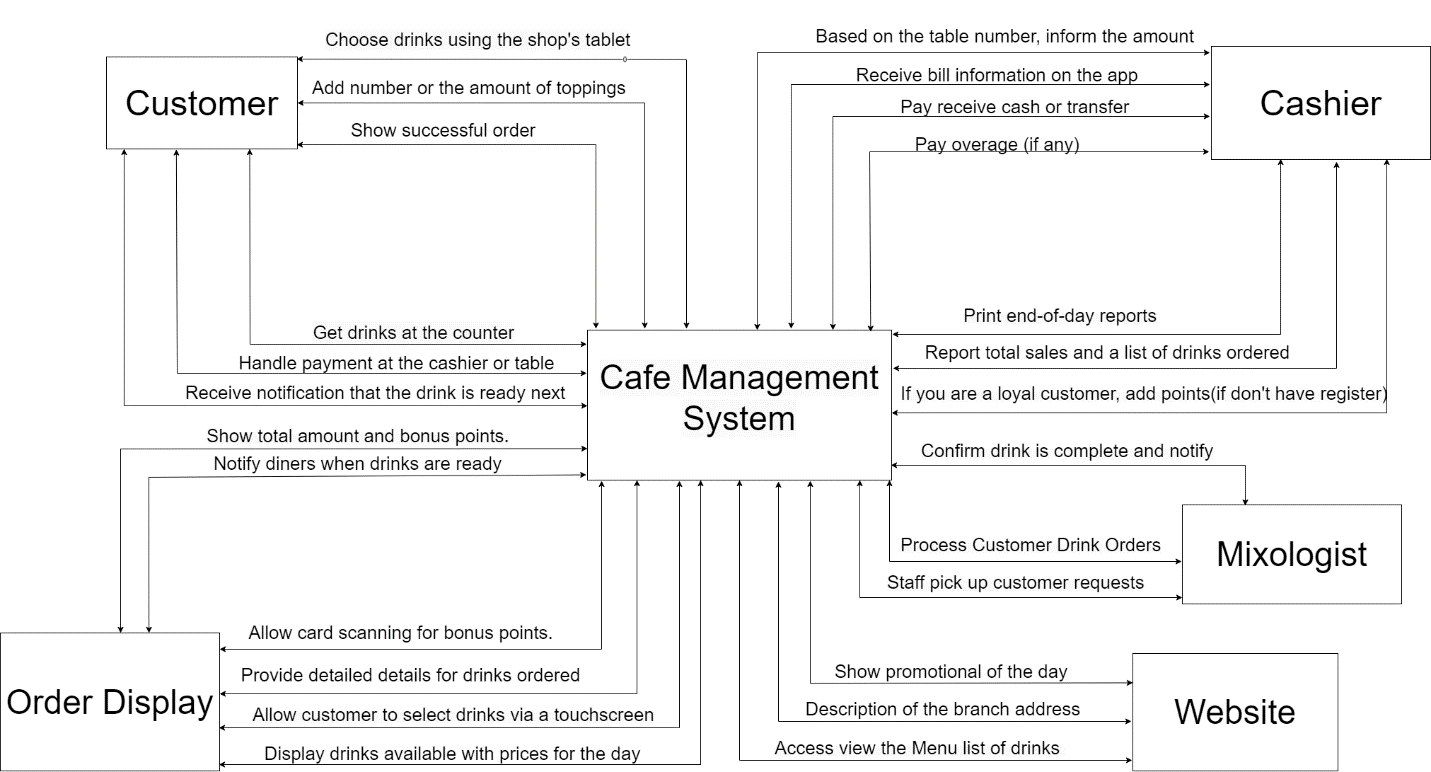 Choose drinks using the shop's tablet
Customer
Add number or the amount of toppings
Show successful order
Based on the table number, inform the amount
Receive bill information on the app
Pay receive cash or transfer
Pay overage (if any)
Cashier
Get drinks at the counter
Handle payment at the cashier or table
Receive notification that the drink is ready next
Show total amount and bonus points.
Notify diners when drinks are ready
Cafe Management
System
Print end-of-day reports
Report total sales and a list of drinks ordered
If you are a loyal customer, add points(if don't have register)
Confirm drink is complete and notify
Process Customer Drink Orders
Staff pick up customer requests
Mixologist
Allow card scanning for bonus points.
Provide detailed details for drinks ordered
Order Display
Allow customer to select drinks via a touchscreen
Display drinks available with prices for the day
Show promotional of the day
Description of the branch address
Access view the Menu list of drinks
Website